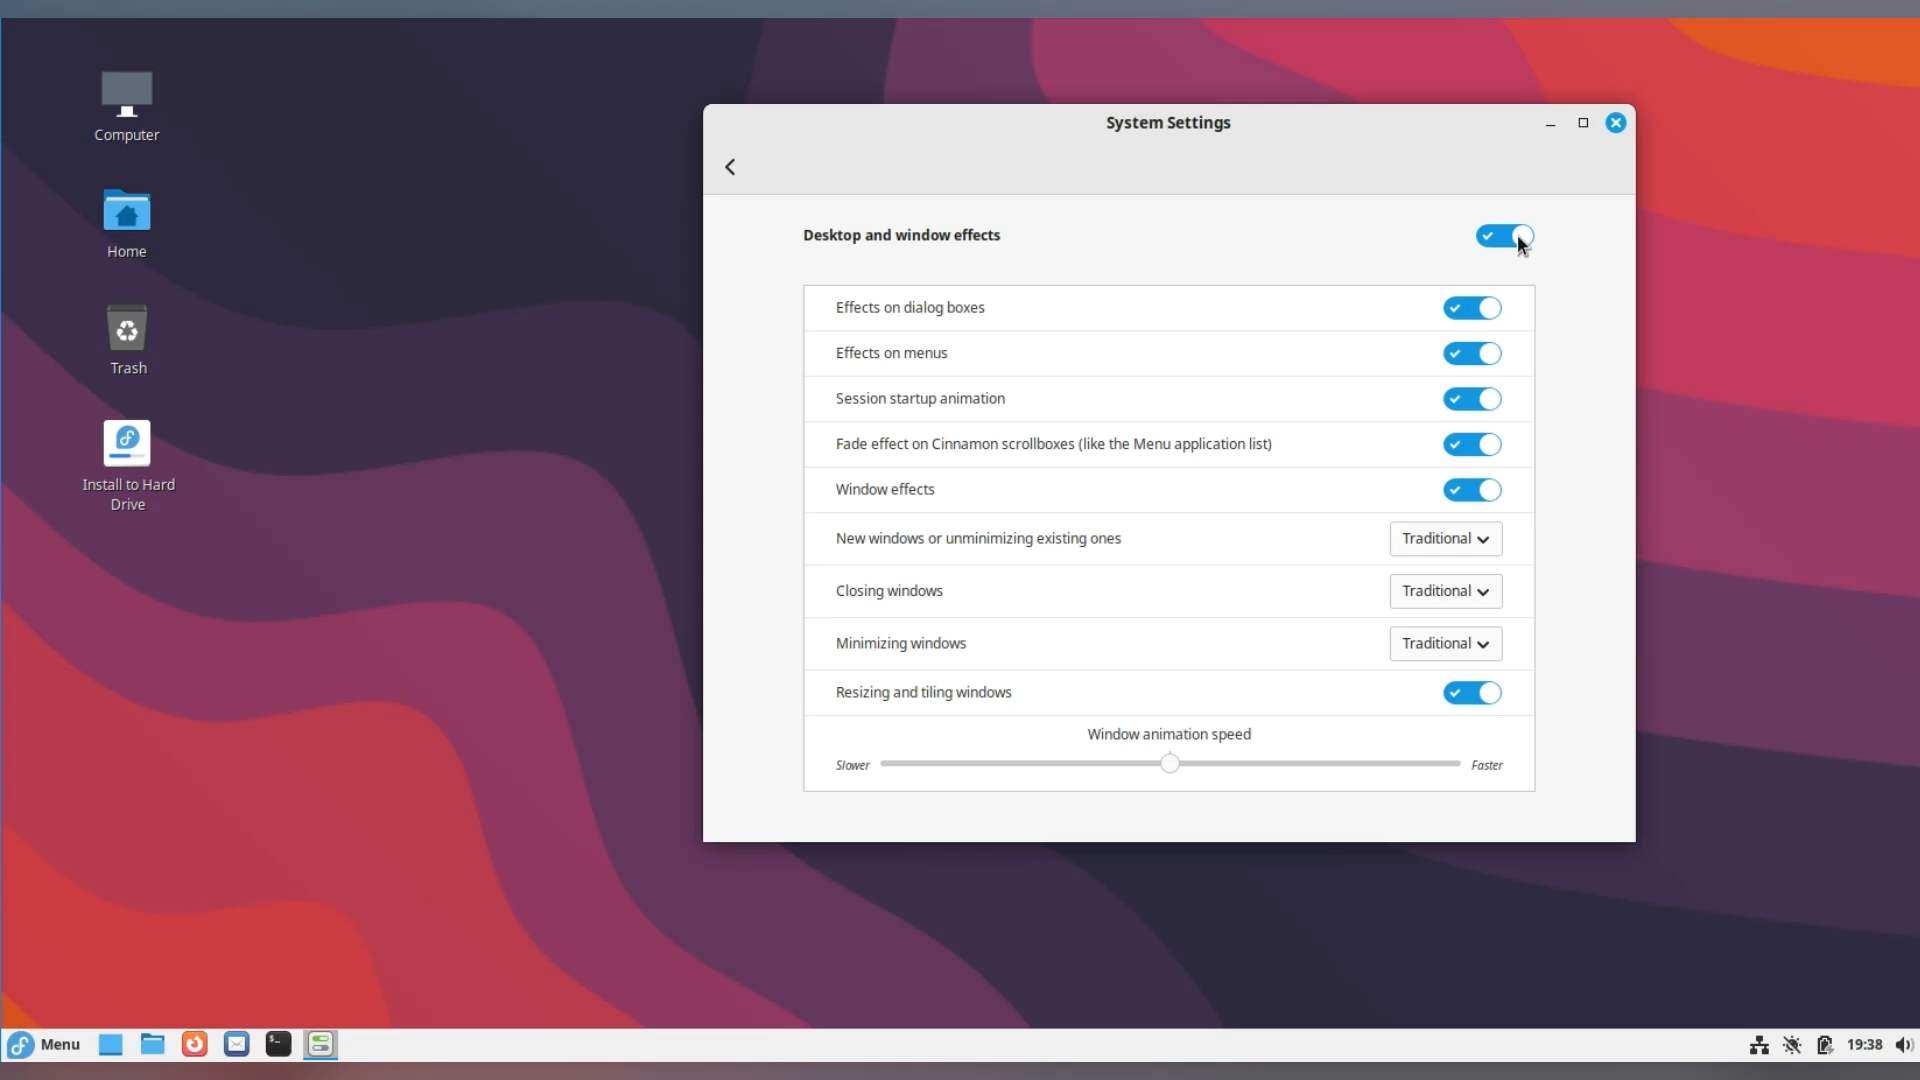 Computer
Home
Trash
Install to Hard
Drive
System Settings
Desktop and window effects
Effects on dialog boxes
Effects on menus
Session startup animation
Fade effect on Cinnamon scrollboxes (like the Menu application list)
Window effects
New windows or unminimizing existing ones Traditional
Closing windows Traditional
Minimizing windows Traditional
Resizing and tiling windows
Window animation speed
Slower Faster
Menu 19:38